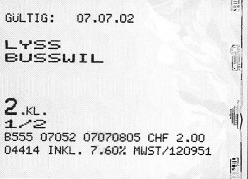 GÜLTIG: 07.07.02
LYSS
BUSSWIL
2.KL.
1/2
B555 07052 07070805 CHF 2.00
04414 INKL. 7.60% MWST/120951